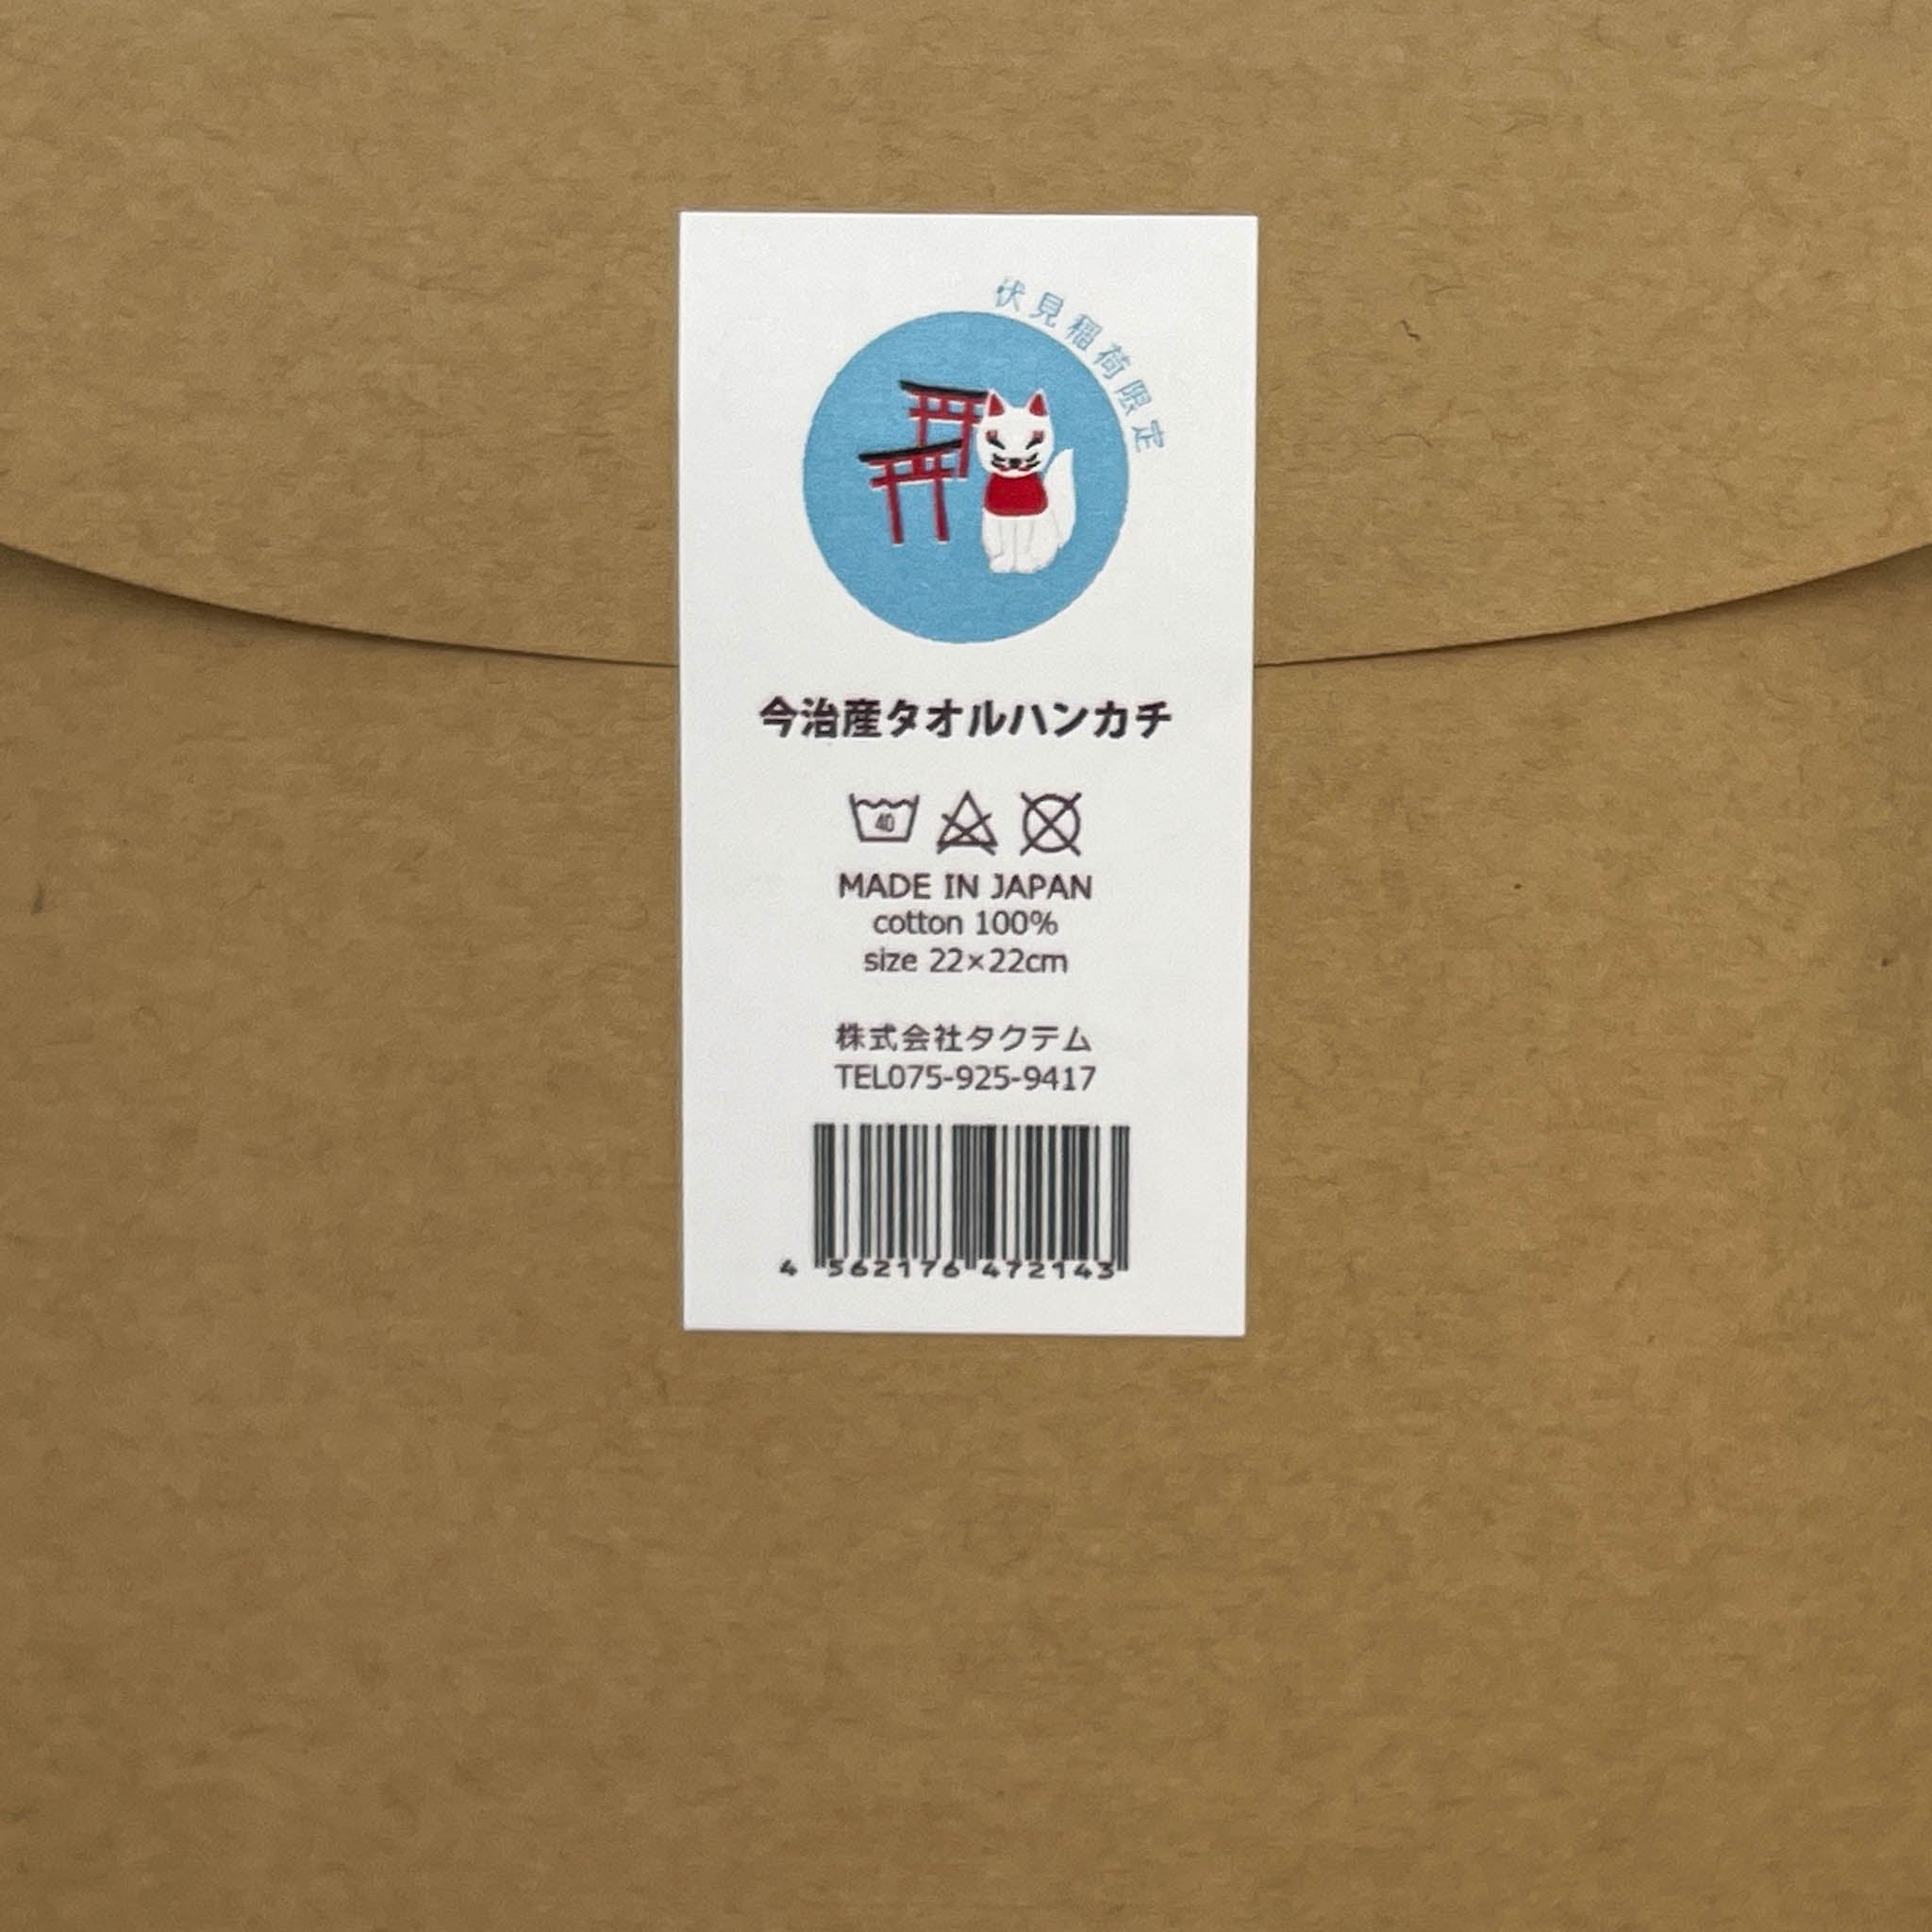 伏見稲荷限定
今治産タオルハンカチ
40
MADE IN JAPAN
cotton 100%
size 22×22cm
株式会社タクテム
TEL075-925-9417
4 562176 472143